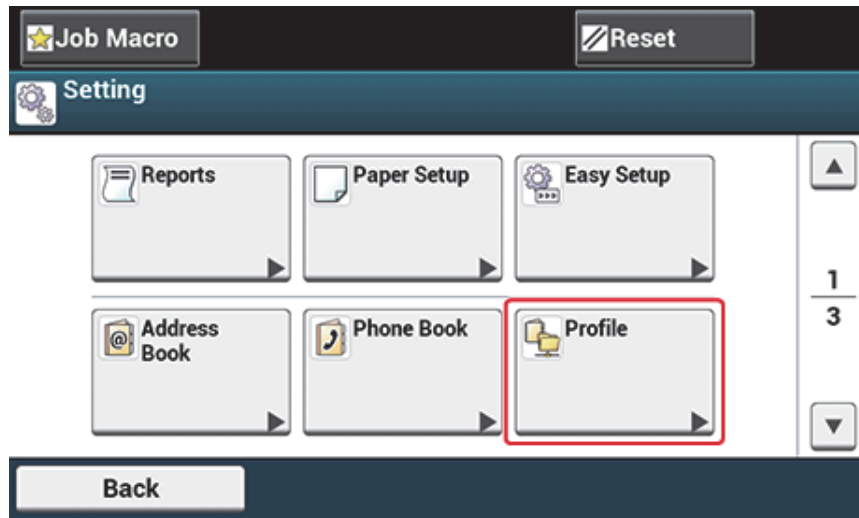 Job Macro
Reset
Setting
Reports
Paper Setup
Easy Setup
1
3
Address
Book
Phone Book
Profile
Back